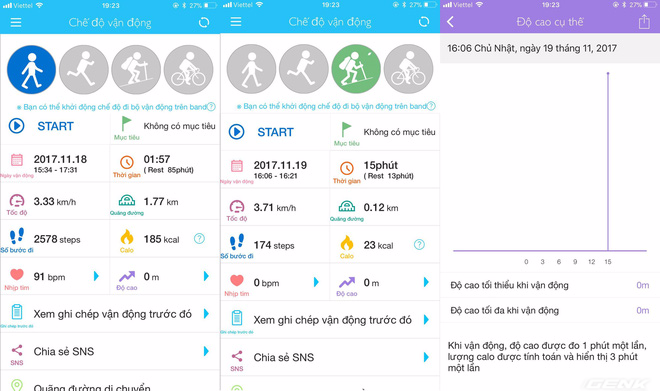 Viettel 19:23 27%
Chế độ vận động
* Bạn có thể khởi động chế độ đi bộ vận động trên band ?
START
Mục tiêu
Không có mục tiêu
Ngày vận động
2017.11.18
15:34 - 17:31
Thời gian
01:57
( Rest 85phút)
Tốc độ
3.33 km/h
Quãng đường
1.77 km
Số bước đi
2578 steps
Calo
185 kcal ?
Nhịp tim
91 bpm
Độ cao
0 m
Ghi chép trước đó
Xem ghi chép vận động trước đó
SNS
Chia sẻ SNS
Quãng đường di chuyển
Viettel 19:23 27%
Chế độ vận động
* Bạn có thể khởi động chế độ đi bộ vận động trên band ?
START
Mục tiêu
Không có mục tiêu
Ngày vận động
2017.11.19
16:06 - 16:21
Thời gian
15phút
( Rest 13phút)
Tốc độ
3.71 km/h
Quãng đường
0.12 km
Số bước đi
174 steps
Calo
23 kcal ?
Nhịp tim
0 bpm
Độ cao
0 m
Ghi chép trước đó
Xem ghi chép vận động trước đó
SNS
Chia sẻ SNS
Viettel 19:23 27%
Độ cao cụ thể
16:06 Chủ Nhật, ngày 19 tháng 11, 2017
0 3 6 9 12 15
Độ cao tối thiểu khi vận động 0m
Độ cao tối đa khi vận động 0m
Khi vận động, độ cao được đo 1 phút một lần,
lượng calo được tính toán và hiển thị 3 phút
một lần
GENK